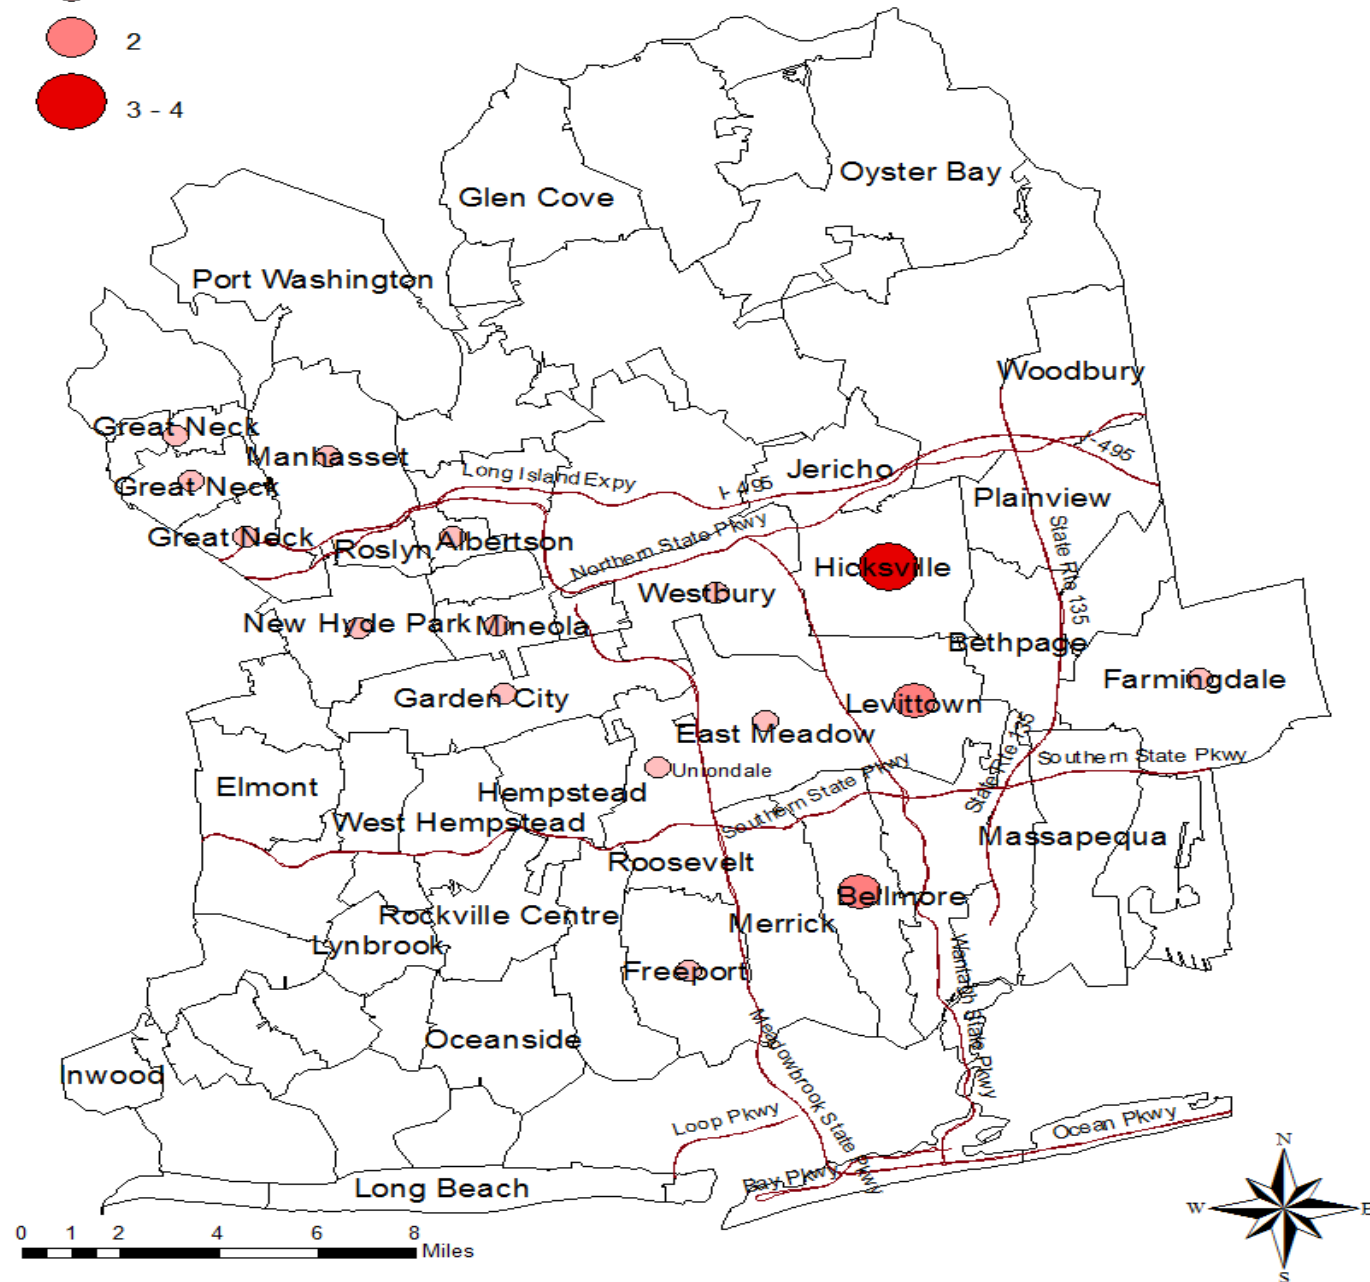 2
3 - 4
Oyster Bay
Glen Cove
Port Washington
Woodbury
Great Neck
Manhasset
Great Neck
Long Island Expy
I-495
Jericho
I-495
Plainview
Great Neck
Roslyn
Albertson
Northern State Pkwy
State Rte 135
Hicksville
Westbury
New Hyde Park
Mineola
Bethpage
Farmingdale
Garden City
Levittown
East Meadow
State Rte 135
Southern State Pkwy
Uniondale
Elmont
Hempstead
Southern State Pkwy
West Hempstead
Massapequa
Roosevelt
Bellmore
Rockville Centre
Merrick
Lynbrook
Freeport
Wantagh State Pkwy
Oceanside
Meadowbrook State Pkwy
Inwood
Loop Pkwy
Ocean Pkwy
Bay Pkwy
Long Beach
N
W
E
S
0 1 2 4 6 8
Miles